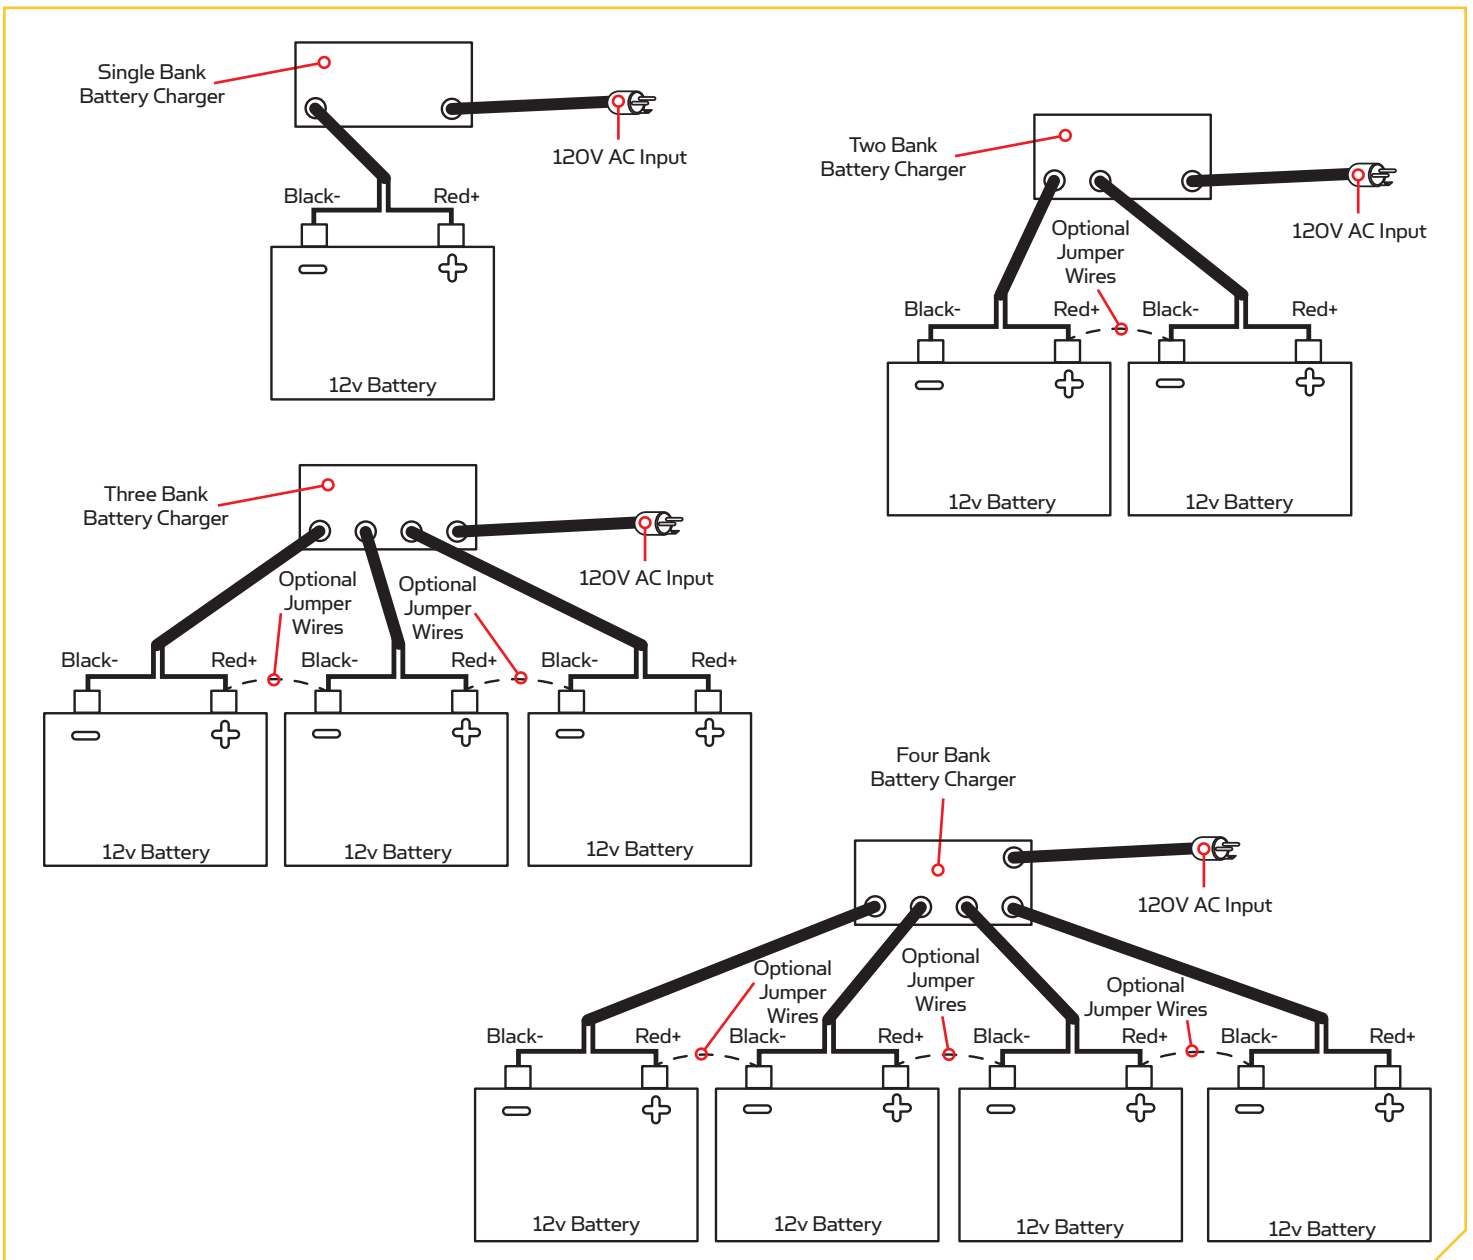 Single Bank
Battery Charger
120V AC Input
Black-
Red+
12v Battery
Two Bank
Battery Charger
120V AC Input
Optional
Jumper
Wires
Black-
Red+
Black-
Red+
12v Battery
12v Battery
Three Bank
Battery Charger
120V AC Input
Optional
Jumper
Wires
Optional
Jumper
Wires
Black-
Red+
Black-
Red+
Black-
Red+
12v Battery
12v Battery
12v Battery
Four Bank
Battery Charger
120V AC Input
Optional
Jumper
Wires
Optional
Jumper
Wires
Optional
Jumper Wires
Black-
Red+
Black-
Red+
Black-
Red+
Black-
Red+
12v Battery
12v Battery
12v Battery
12v Battery